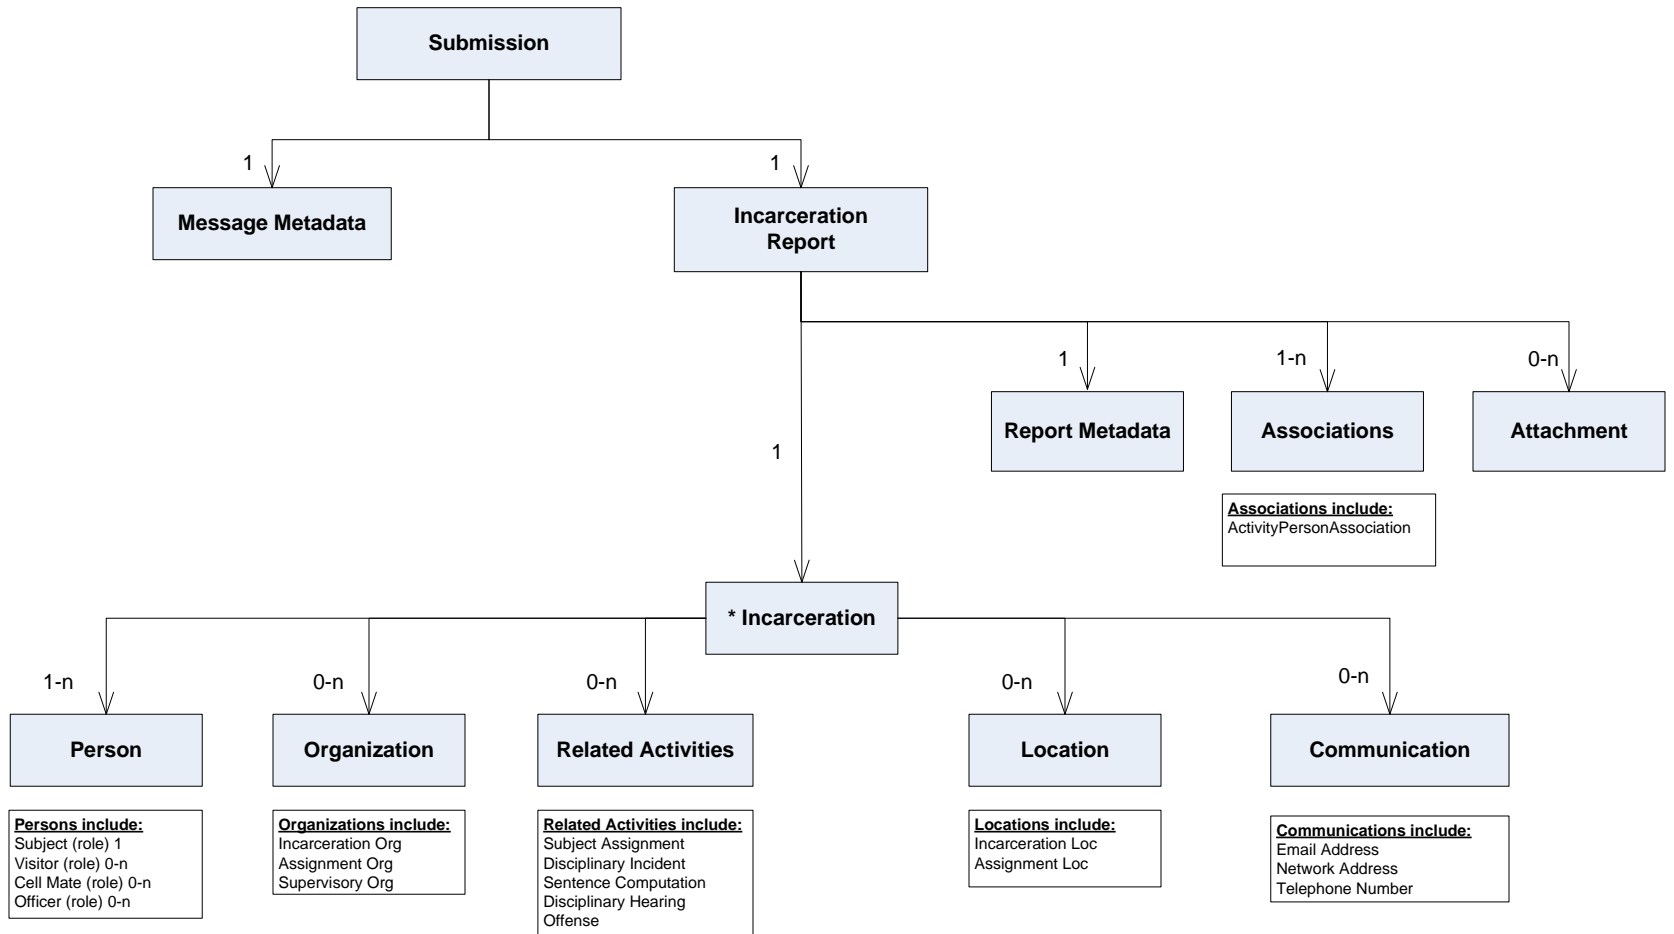 Submission
1
1
Message Metadata
Incarceration
Report
1
1-n
0-n
Report Metadata
Associations
Attachment
1
Associations include:
ActivityPersonAssociation
* Incarceration
1-n
0-n
0-n
0-n
0-n
Person
Organization
Related Activities
Location
Communication
Persons include:
Subject (role) 1
Visitor (role) 0-n
Cell Mate (role) 0-n
Officer (role) 0-n
Organizations include:
Incarceration Org
Assignment Org
Supervisory Org
Related Activities include:
Subject Assignment
Disciplinary Incident
Sentence Computation
Disciplinary Hearing
Offense
Locations include:
Incarceration Loc
Assignment Loc
Communications include:
Email Address
Network Address
Telephone Number